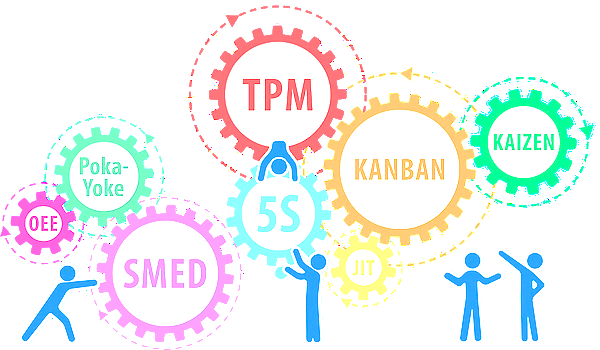 TPM
KANBAN
KAIZEN
Poka-
Yoke
OEE
5S
SMED
JIT